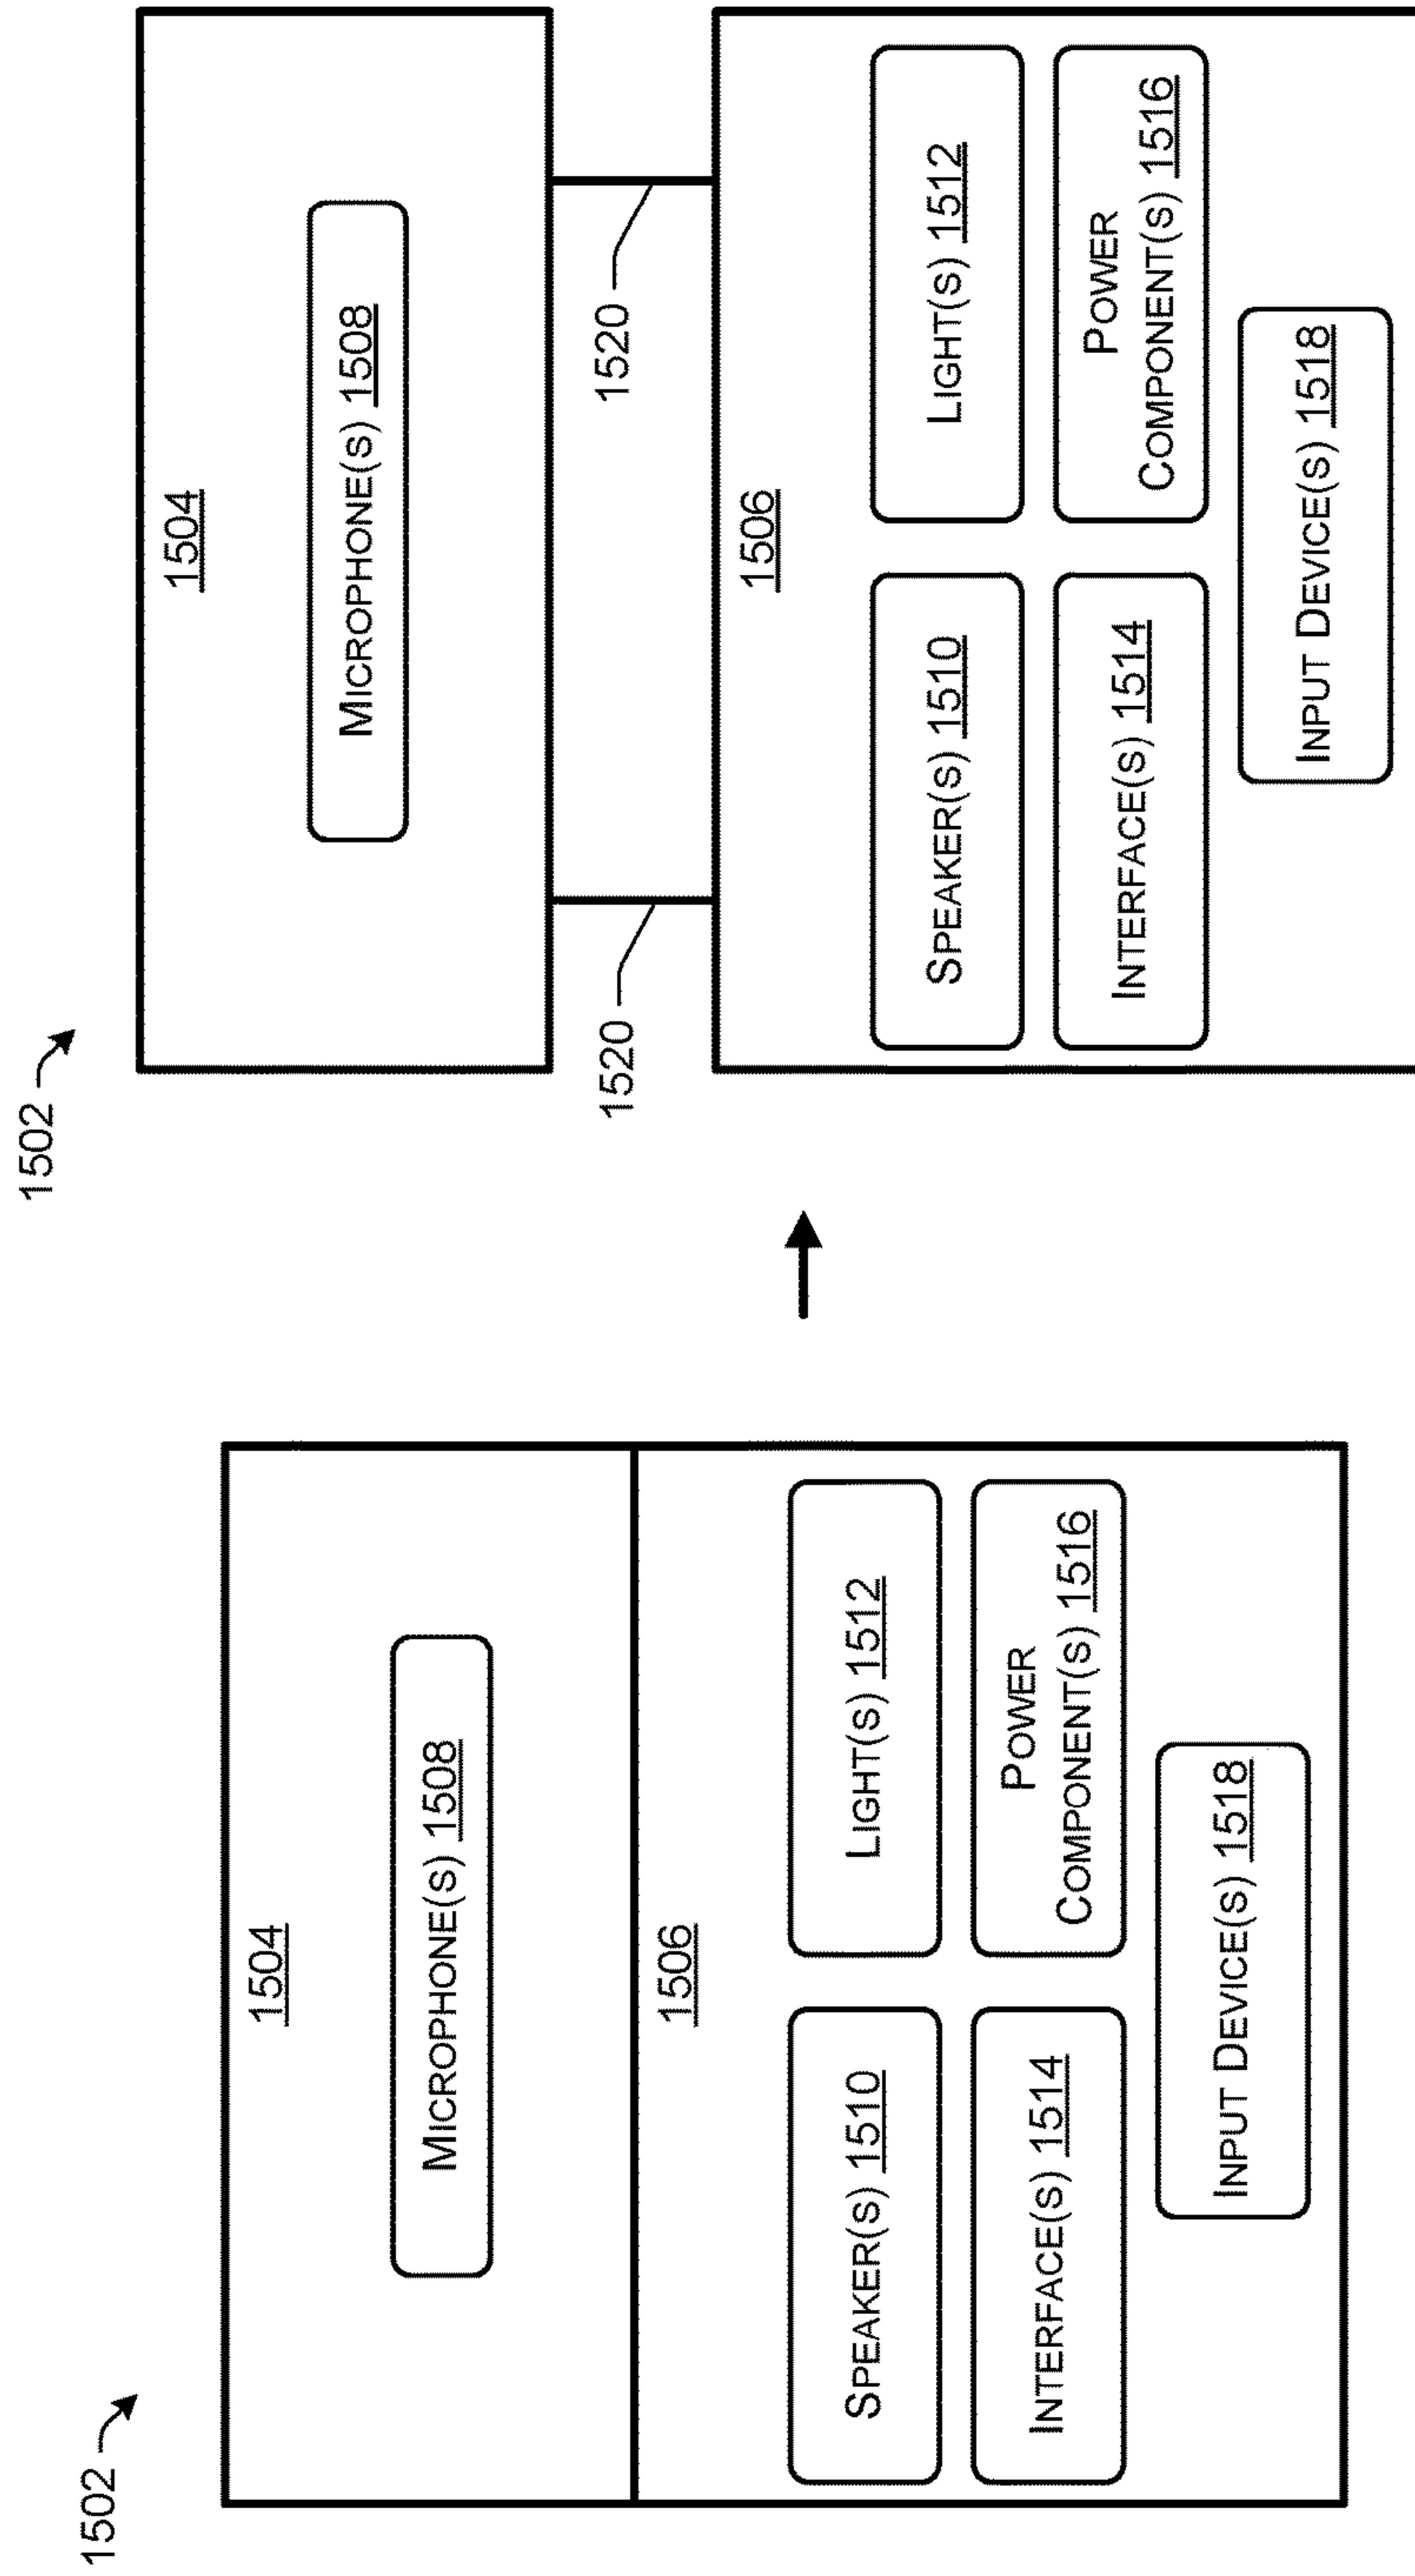 1502
1504
MICROPHONE(S) 1508
1506
SPEAKER(S) 1510
LIGHT(S) 1512
INTERFACE(S) 1514
POWER
COMPONENT(S) 1516
INPUT DEVICE(S) 1518
1502
1504
MICROPHONE(S) 1508
1520
1520
1506
SPEAKER(S) 1510
LIGHT(S) 1512
INTERFACE(S) 1514
POWER
COMPONENT(S) 1516
INPUT DEVICE(S) 1518